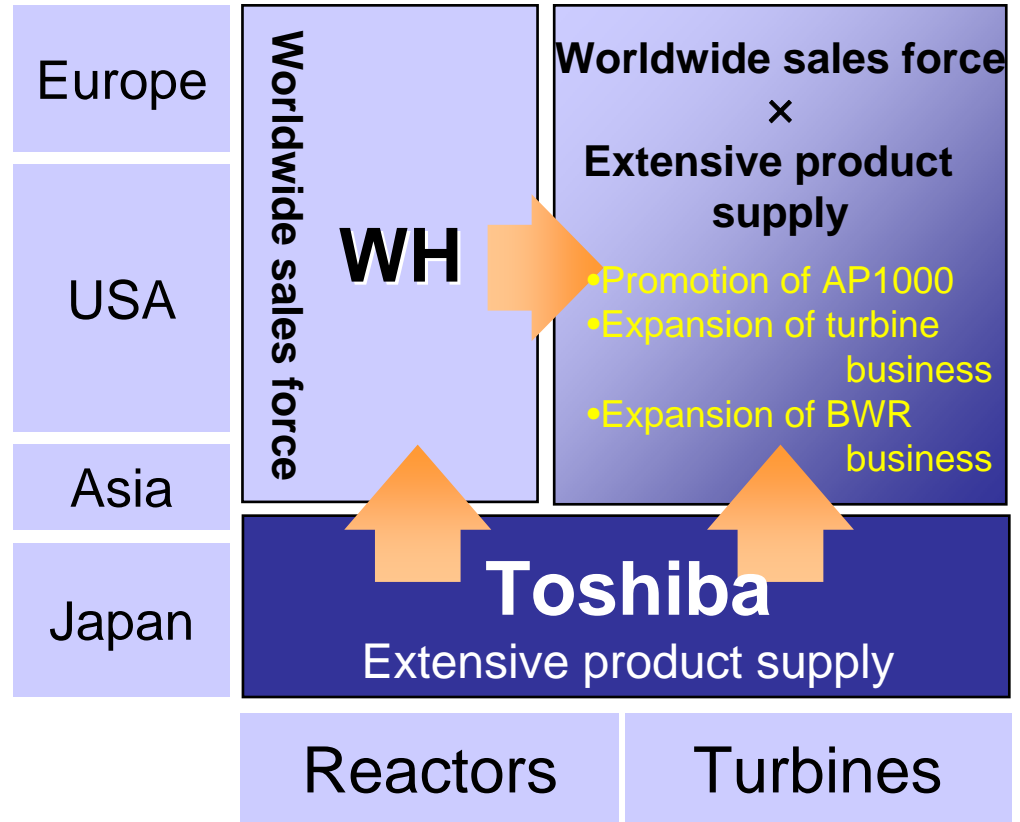 Europe
USA
Asia
Japan
Worldwide sales force
WH
Worldwide sales force
×
Extensive product
supply
•Promotion of AP1000
•Expansion of turbine
business
•Expansion of BWR
business
Toshiba
Extensive product supply
Reactors
Turbines